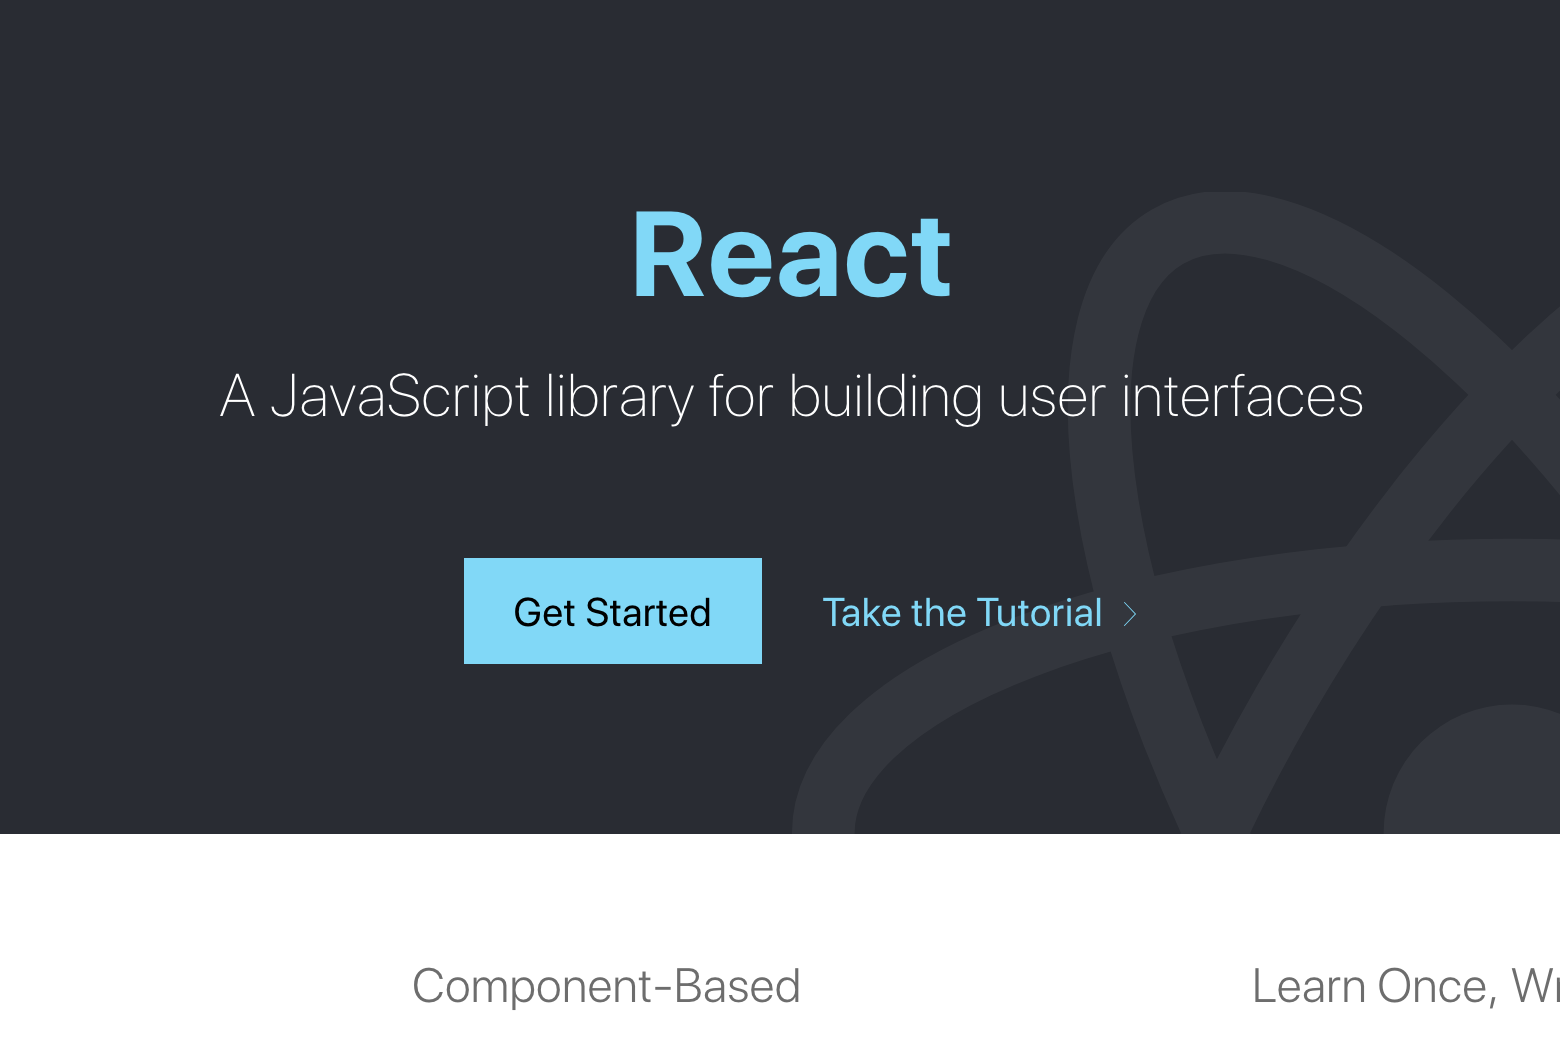 React
A JavaScript library for building user interfaces
Get Started
Take the Tutorial
Component-Based
Learn Once,